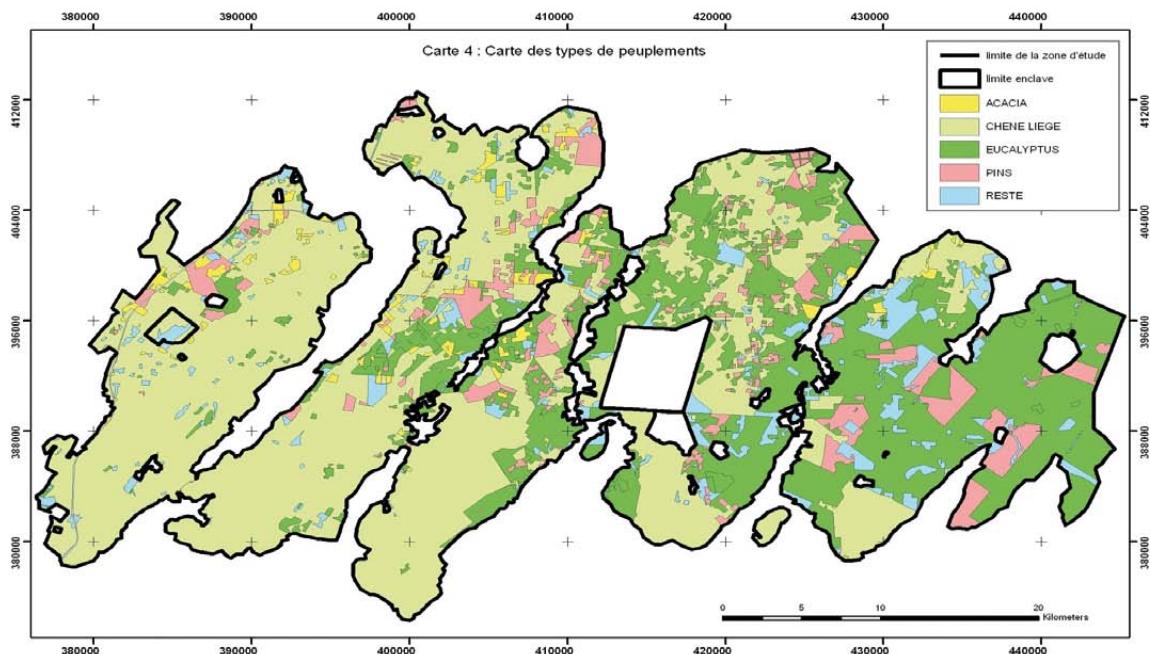 380000 390000 400000 410000 420000 430000 440000
Carte 4 : Carte des types de peuplements
limite de la zone d'étude
limite enclave
ACACIA
CHENE LIEGE
EUCALYPTUS
PINS
RESTE
412000 412000
404000 404000
396000 396000
388000 388000
380000 380000
0 5 10 20
Kilometers
380000 390000 400000 410000 420000 430000 440000